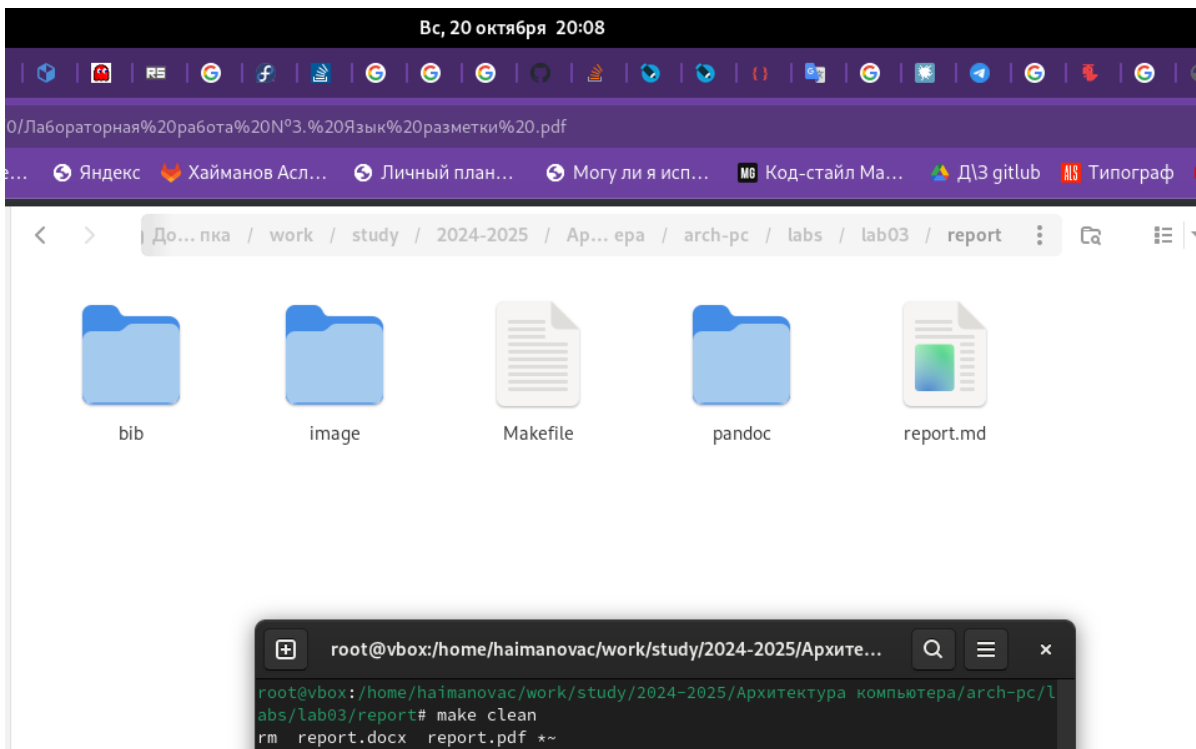 Вс, 20 октября 20:08
0/Лабораторная%20работа%20№3.%20Язык%20разметки%20.pdf
Яндекс Хайманов Асл... Личный план... Могу ли я исп... MG Код-стайл Ма... Д\З gitlub ALS Типограф
До... пка / work / study / 2024-2025 / Ар... ера / arch-pc / labs / lab03 / report
bib image Makefile pandoc report.md
root@vbox:/home/haimanovac/work/study/2024-2025/Архите...
root@vbox:/home/haimanovac/work/study/2024-2025/Архитектура компьютера/arch-pc/l
abs/lab03/report# make clean
rm report.docx report.pdf *~